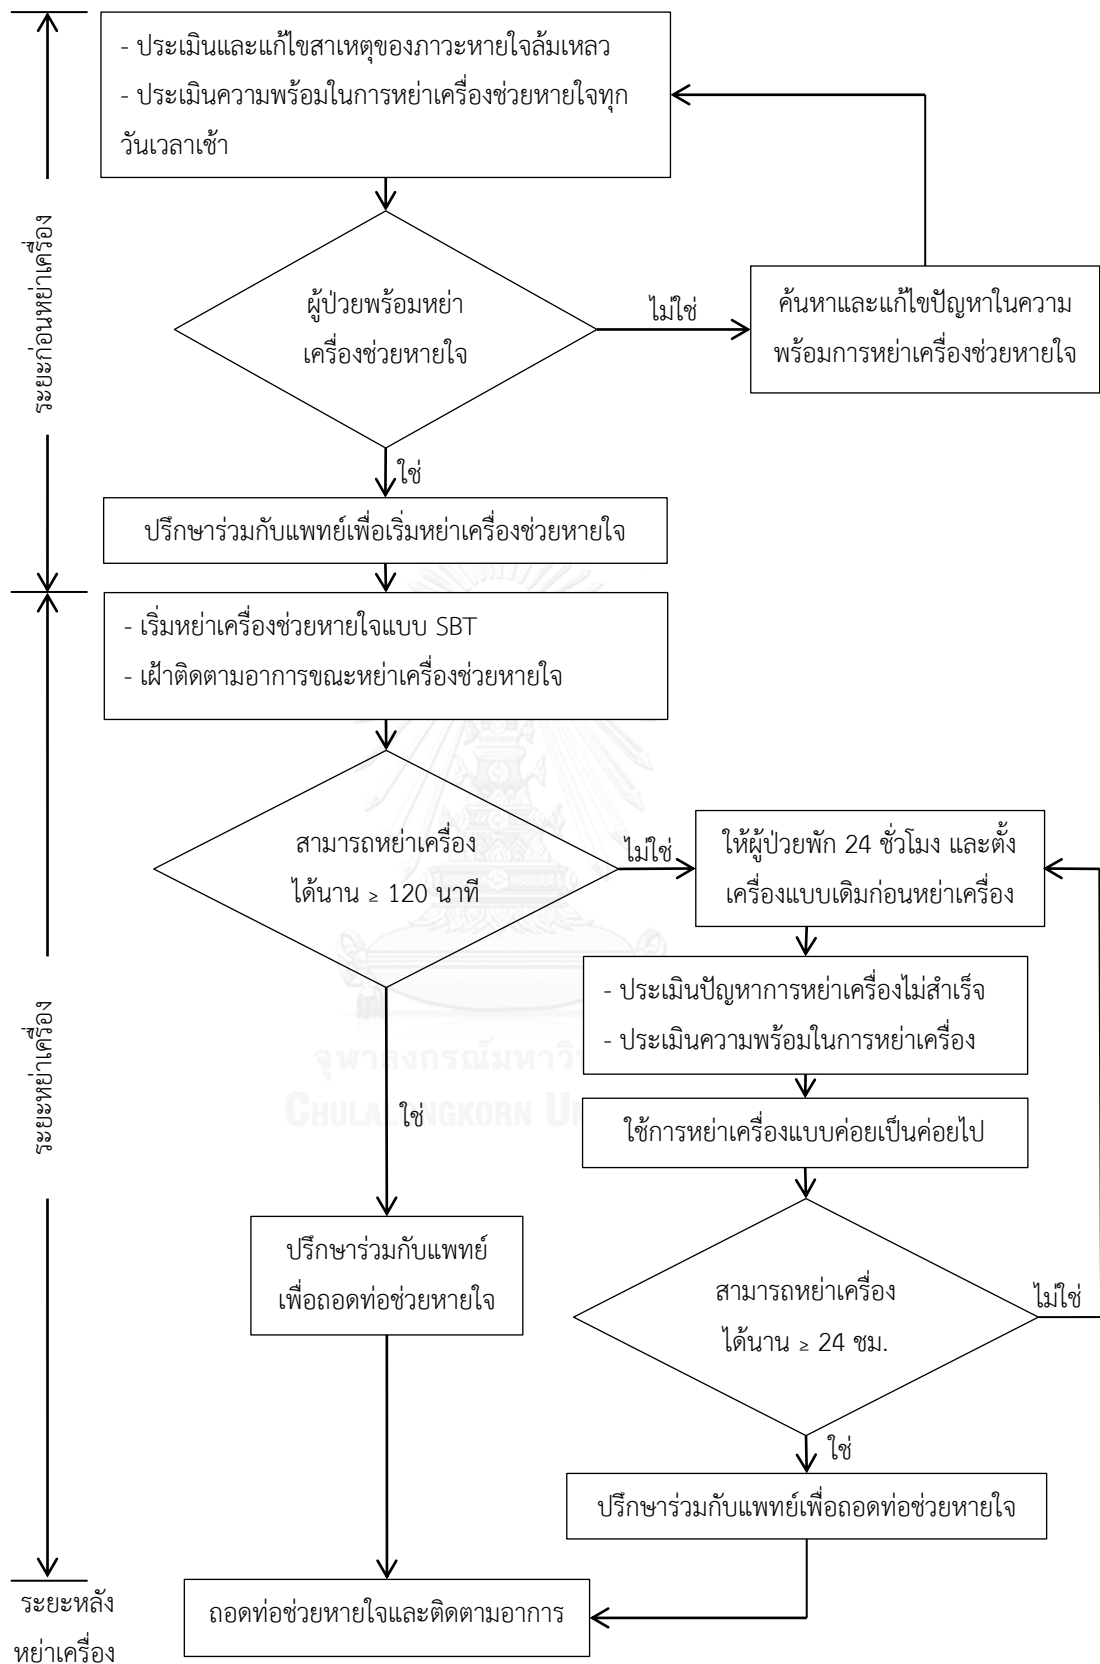 - ประเมินและแก้ไขสาเหตุของภาวะหายใจล้มเหลว
- ประเมินความพร้อมในการหย่าเครื่องช่วยหายใจทุก
วันเวลาเช้า
ระยะก่อนหย่าเครื่อง
ผู้ป่วยพร้อมหย่า
เครื่องช่วยหายใจ
ไม่ใช่
ค้นหาและแก้ไขปัญหาในความ
พร้อมการหย่าเครื่องช่วยหายใจ
ใช่
ปรึกษาร่วมกับแพทย์เพื่อเริ่มหย่าเครื่องช่วยหายใจ
- เริ่มหย่าเครื่องช่วยหายใจแบบ SBT
- เฝ้าติดตามอาการขณะหย่าเครื่องช่วยหายใจ
ระยะหย่าเครื่อง
สามารถหย่าเครื่อง
ได้นาน ≥ 120 นาที
ไม่ใช่
ให้ผู้ป่วยพัก 24 ชั่วโมง และตั้ง
เครื่องแบบเดิมก่อนหย่าเครื่อง
- ประเมินปัญหาการหย่าเครื่องไม่สำเร็จ
- ประเมินความพร้อมในการหย่าเครื่อง
จุฬาลงกรณ์มหาวิ
CHULALONGKORN UN
ใช่
ใช้การหย่าเครื่องแบบค่อยเป็นค่อยไป
ปรึกษาร่วมกับแพทย์
เพื่อถอดท่อช่วยหายใจ
สามารถหย่าเครื่อง
ได้นาน ≥ 24 ชม.
ไม่ใช่
ใช่
ปรึกษาร่วมกับแพทย์เพื่อถอดท่อช่วยหายใจ
ระยะหลัง
หย่าเครื่อง
ถอดท่อช่วยหายใจและติดตามอาการ